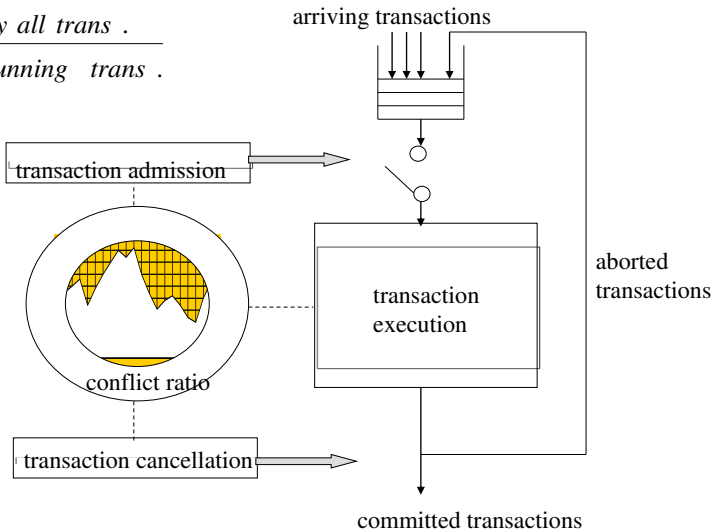 y all trans .
unning trans .
arriving transactions
transaction admission
transaction
execution
aborted
transactions
conflict ratio
transaction cancellation
committed transactions